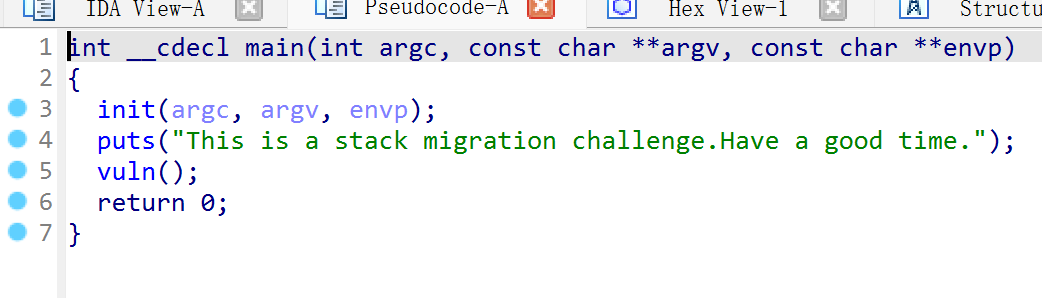 IDA View-A Pseudocode-A Hex View-1 A Structu
1 int __cdecl main(int argc, const char **argv, const char **envp)
2 {
3 init(argc, argv, envp);
4 puts("This is a stack migration challenge.Have a good time.");
5 vuln();
6 return 0;
7 }